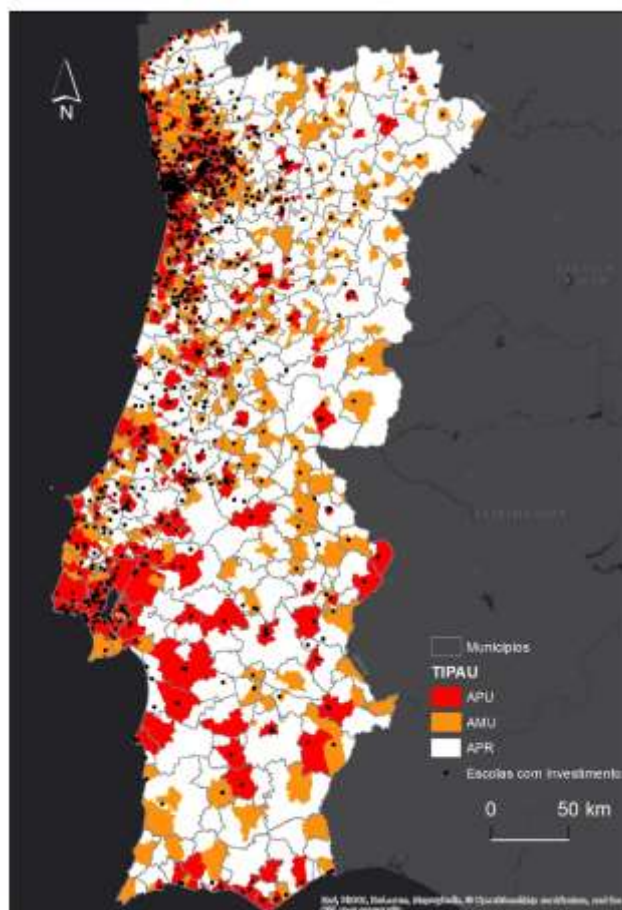 N
Municípios
TIPAU
APU
AMU
APR
Escolas com Investimento
0 50 km